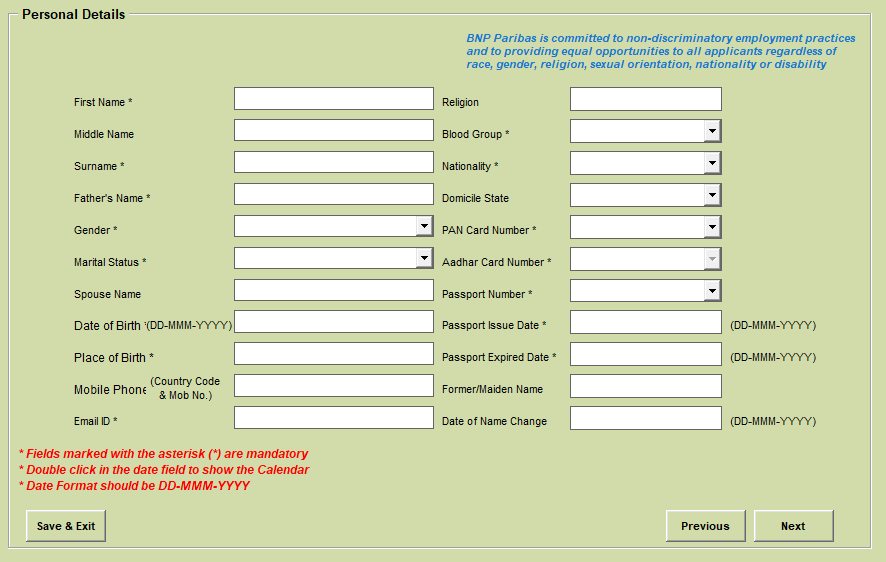 Personal Details
BNP Paribas is committed to non-discriminatory employment practices
and to providing equal opportunities to all applicants regardless of
race, gender, religion, sexual orientation, nationality or disability
First Name *
Religion
Middle Name
Blood Group *
Surname *
Nationality *
Father's Name *
Domicile State
Gender *
PAN Card Number *
Marital Status *
Aadhar Card Number *
Spouse Name
Passport Number *
Date of Birth (DD-MMM-YYYY)
Passport Issue Date *
(DD-MMM-YYYY)
Place of Birth *
Passport Expired Date *
(DD-MMM-YYYY)
Mobile Phone
(Country Code
& Mob No.)
Former/Maiden Name
Email ID *
Date of Name Change
(DD-MMM-YYYY)
* Fields marked with the asterisk (*) are mandatory
* Double click in the date field to show the Calendar
* Date Format should be DD-MMM-YYYY
Save & Exit
Previous
Next